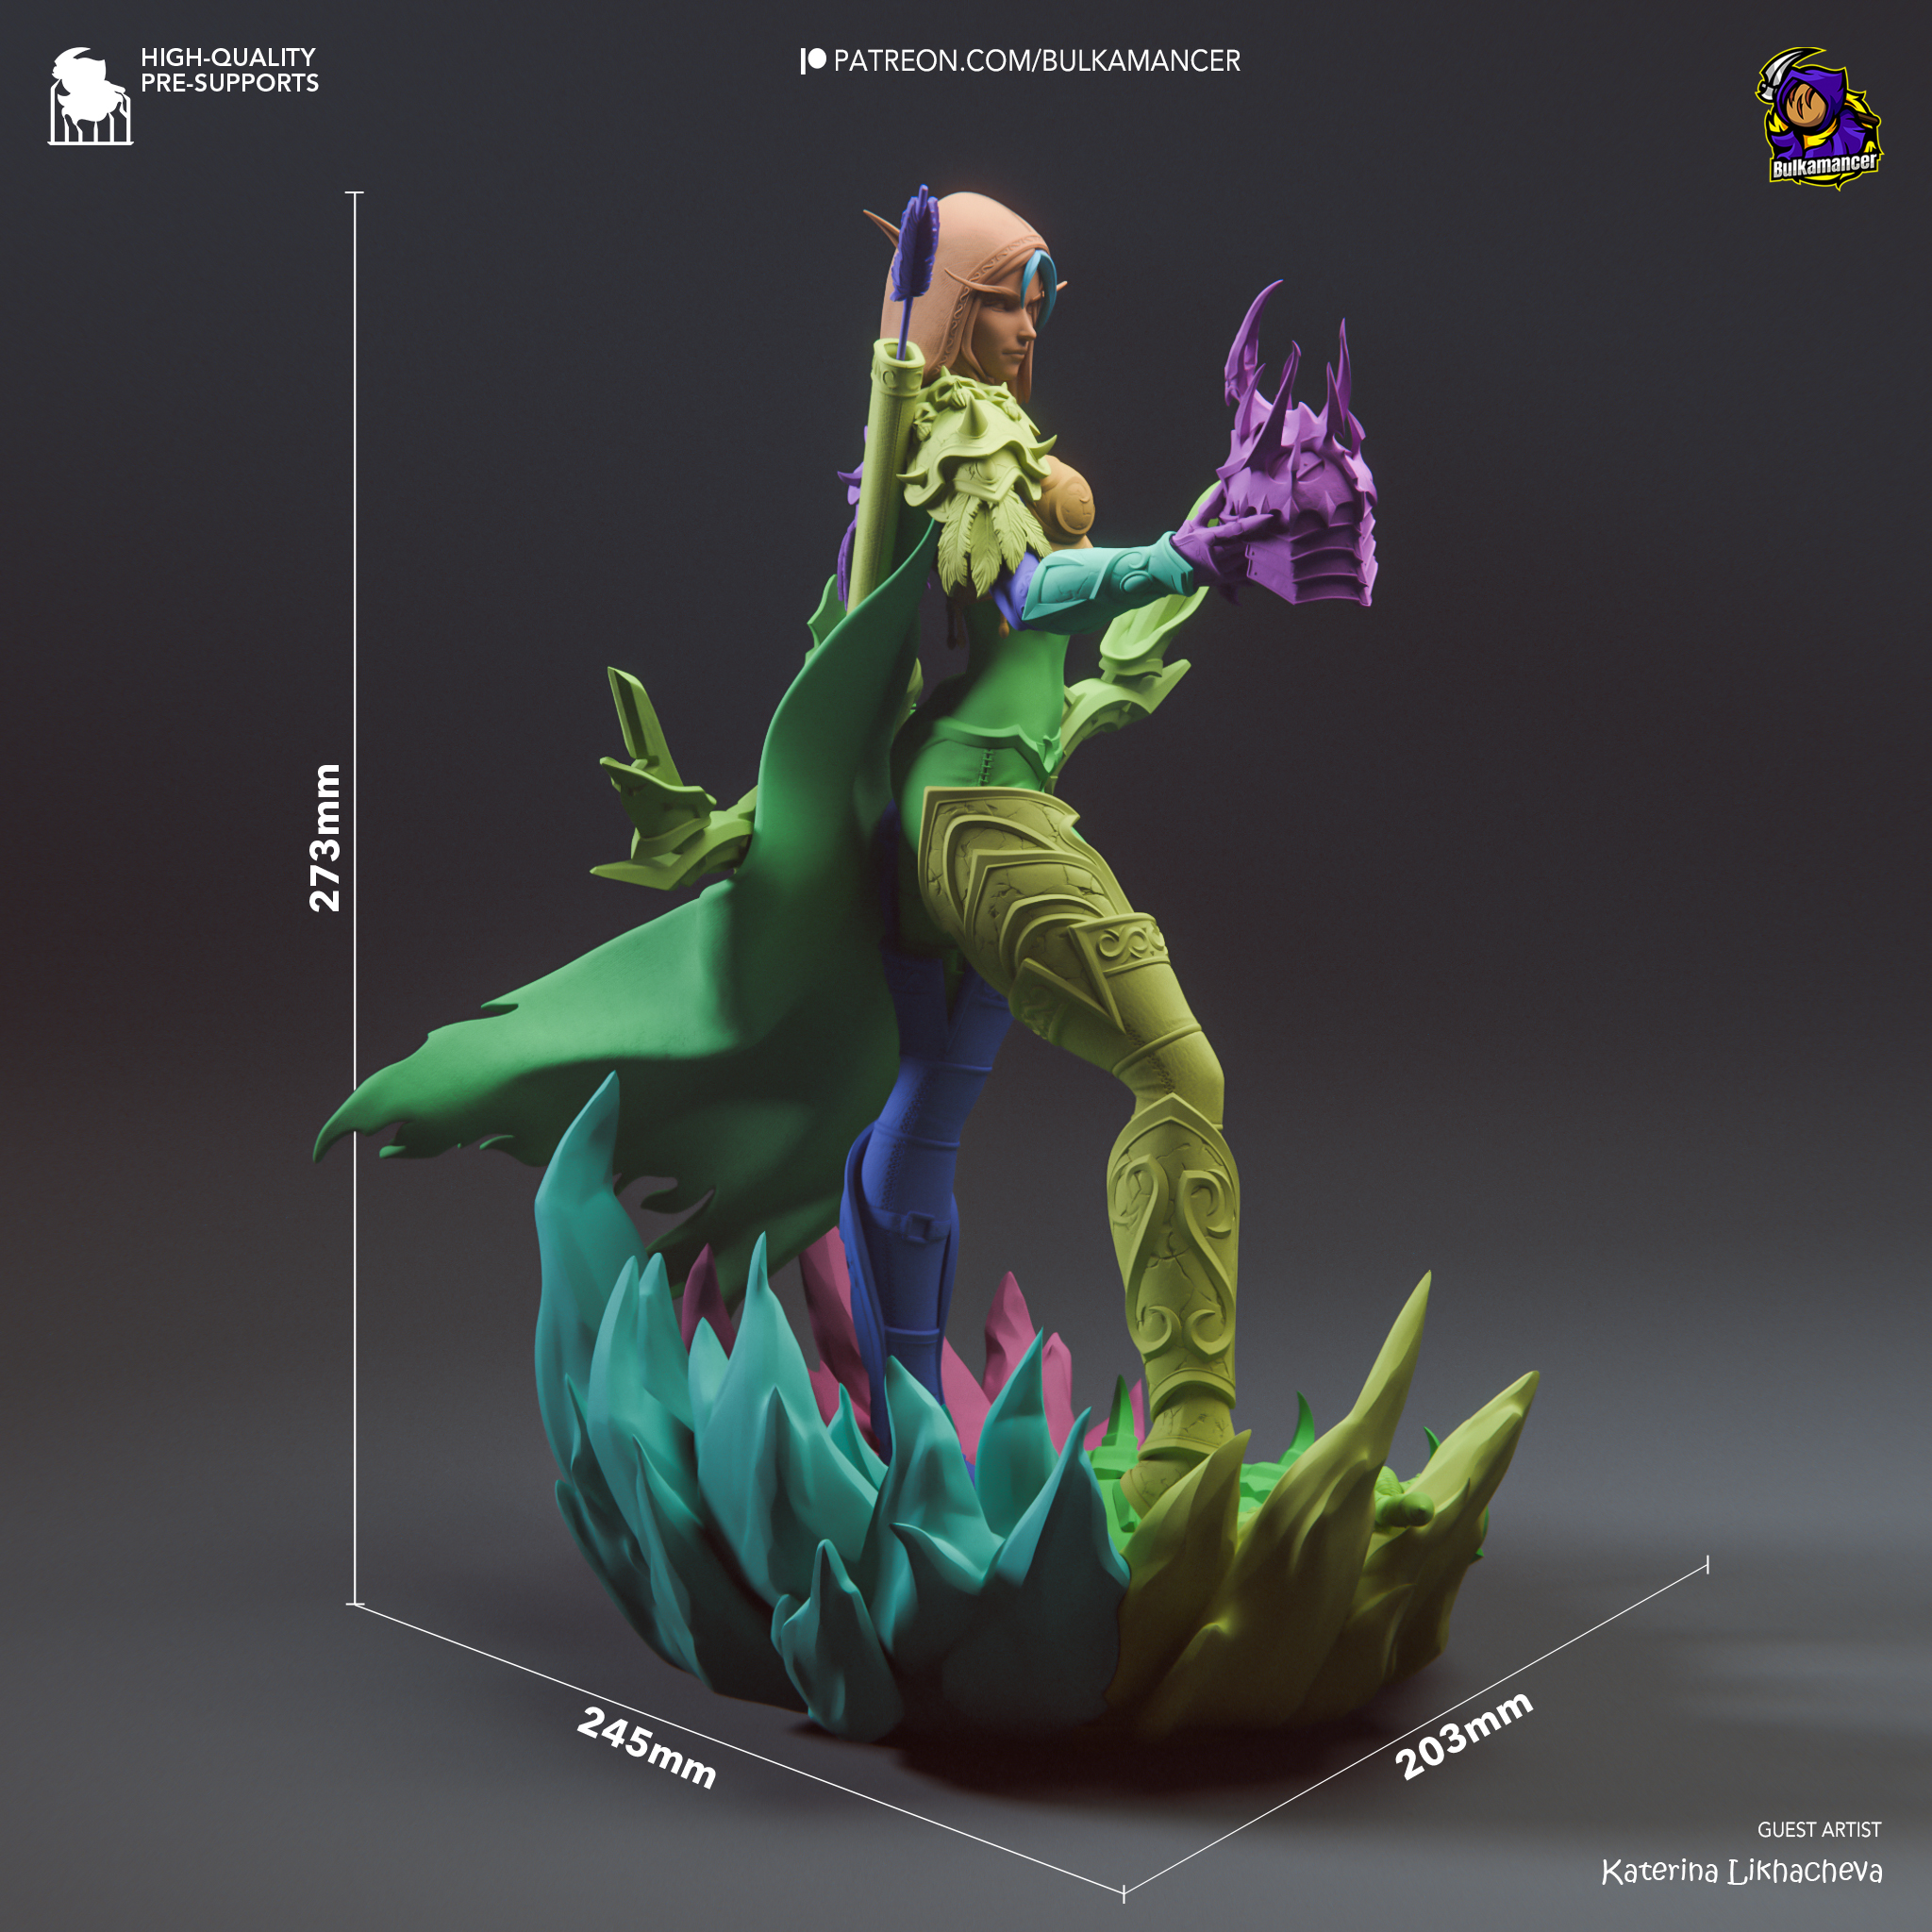 HIGH-QUALITY
PRE-SUPPORTS
PATREON.COM/BULKAMANCER
Bulkamancer
273mm
245mm
203mm
GUEST ARTIST
Katerina Likhacheva